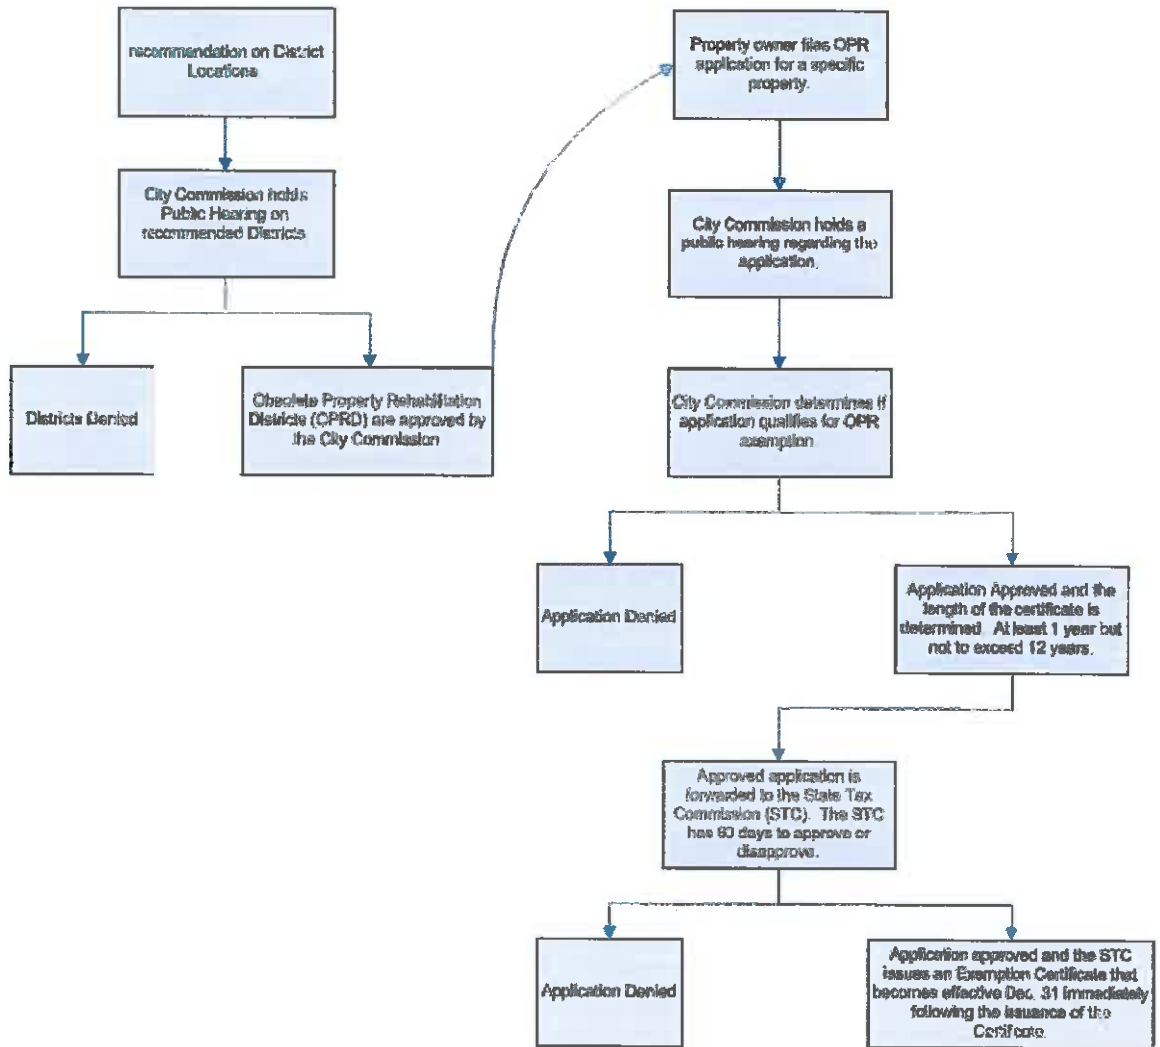 recommendation on District
Locations
City Commission holds
Public Hearing on
recommended Districts
Districts Denied
Obsolete Property Rehabilitation
Districts (OPRD) are approved by
the City Commission
Property owner files OPR
application for a specific
property.
City Commission holds a
public hearing regarding the
application.
City Commission determines if
application qualifies for OPR
exemption
Application Denied
Application Approved and the
length of the certificate is
determined. At least 1 year but
not to exceed 12 years.
Approved application is
forwarded to the State Tax
Commission (STC). The STC
has 60 days to approve or
disapprove.
Application Denied
Application approved and the STC
issues an Exemption Certificate that
becomes effective Dec. 31 immediately
following the issuance of the
Certificate.